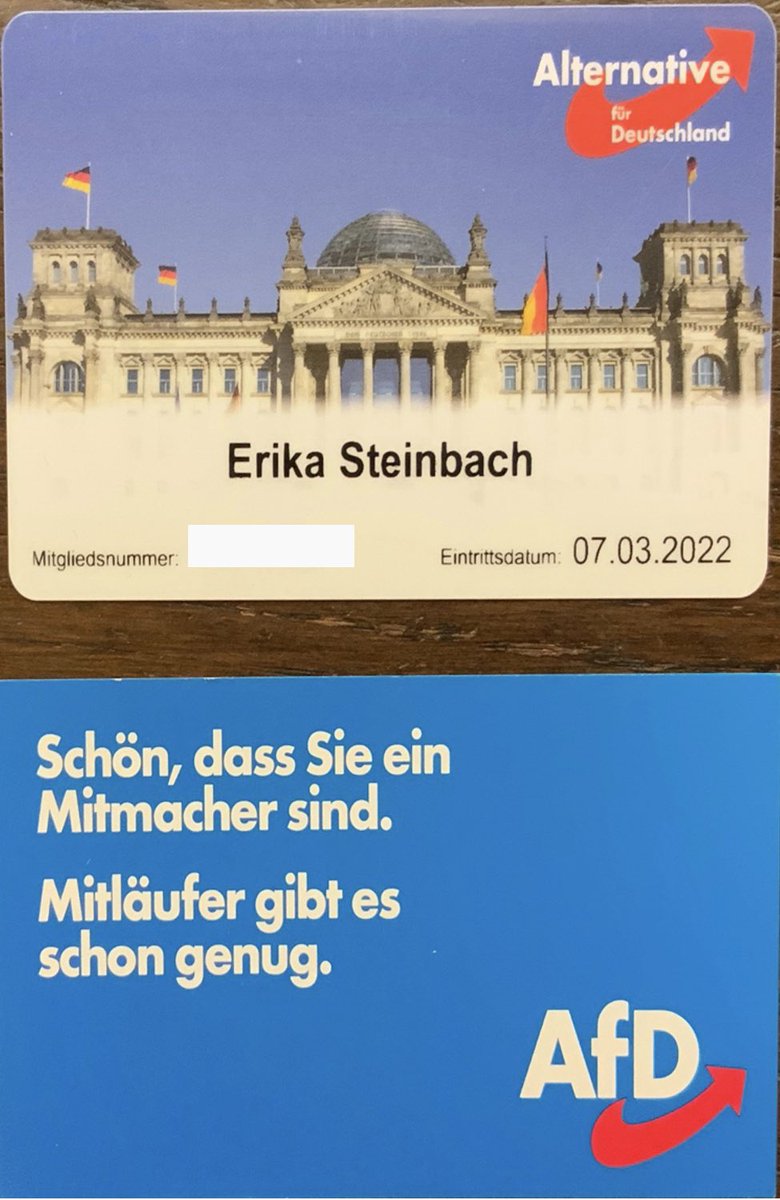 Alternative
für
Deutschland
Erika Steinbach
Mitgliedsnummer:
Eintrittsdatum: 07.03.2022
Schön, dass Sie ein
Mitmacher sind.
Mitläufer gibt es
schon genug.
AfD